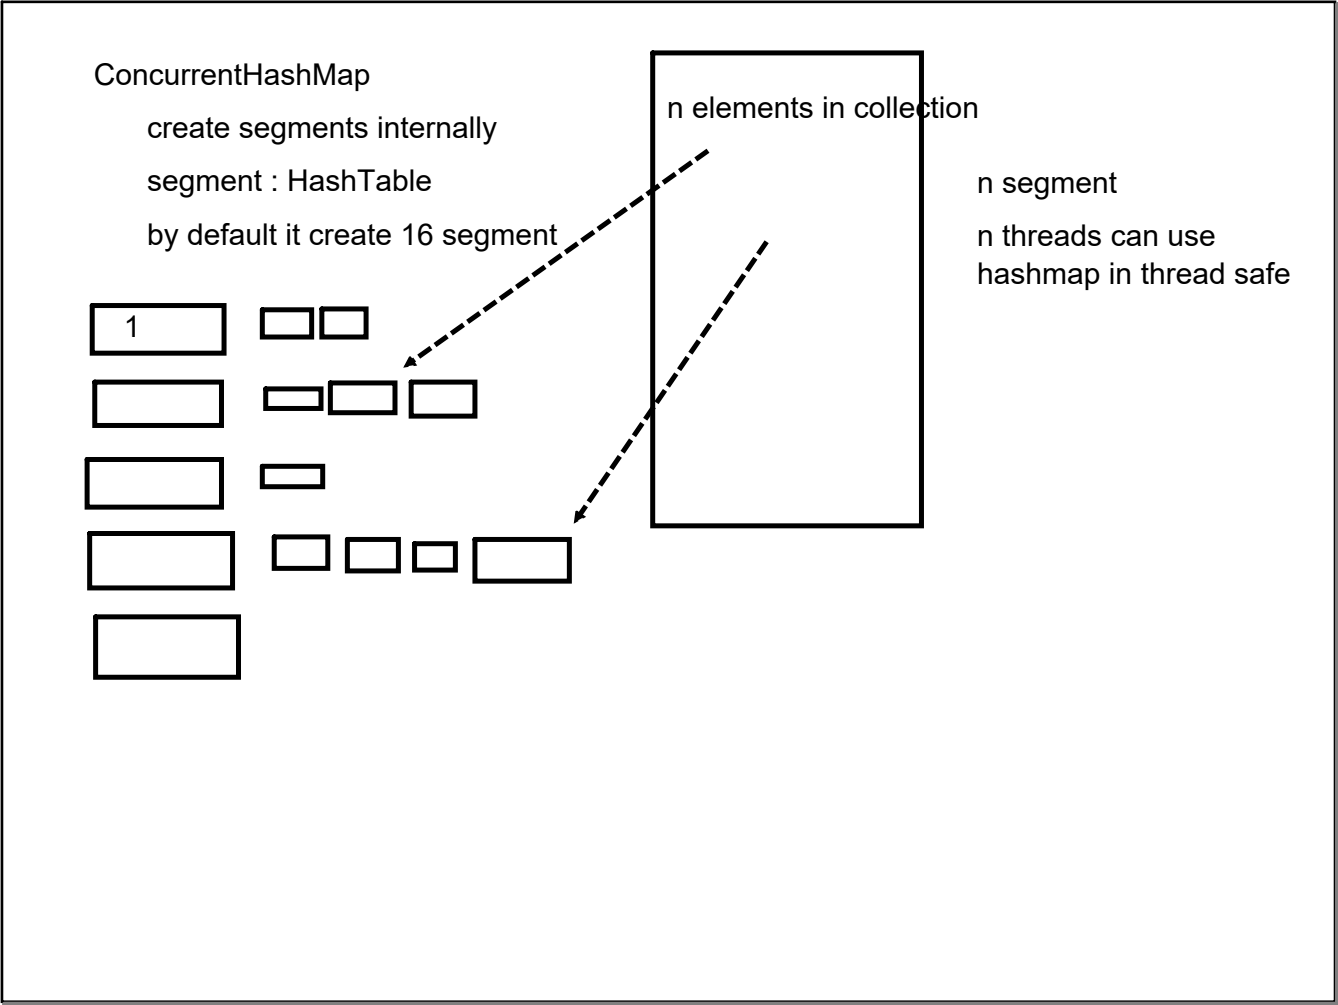 ConcurrentHashMap
create segments internally
segment : HashTable
by default it create 16 segment
1
n elements in collection
n segment
n threads can use
hashmap in thread safe